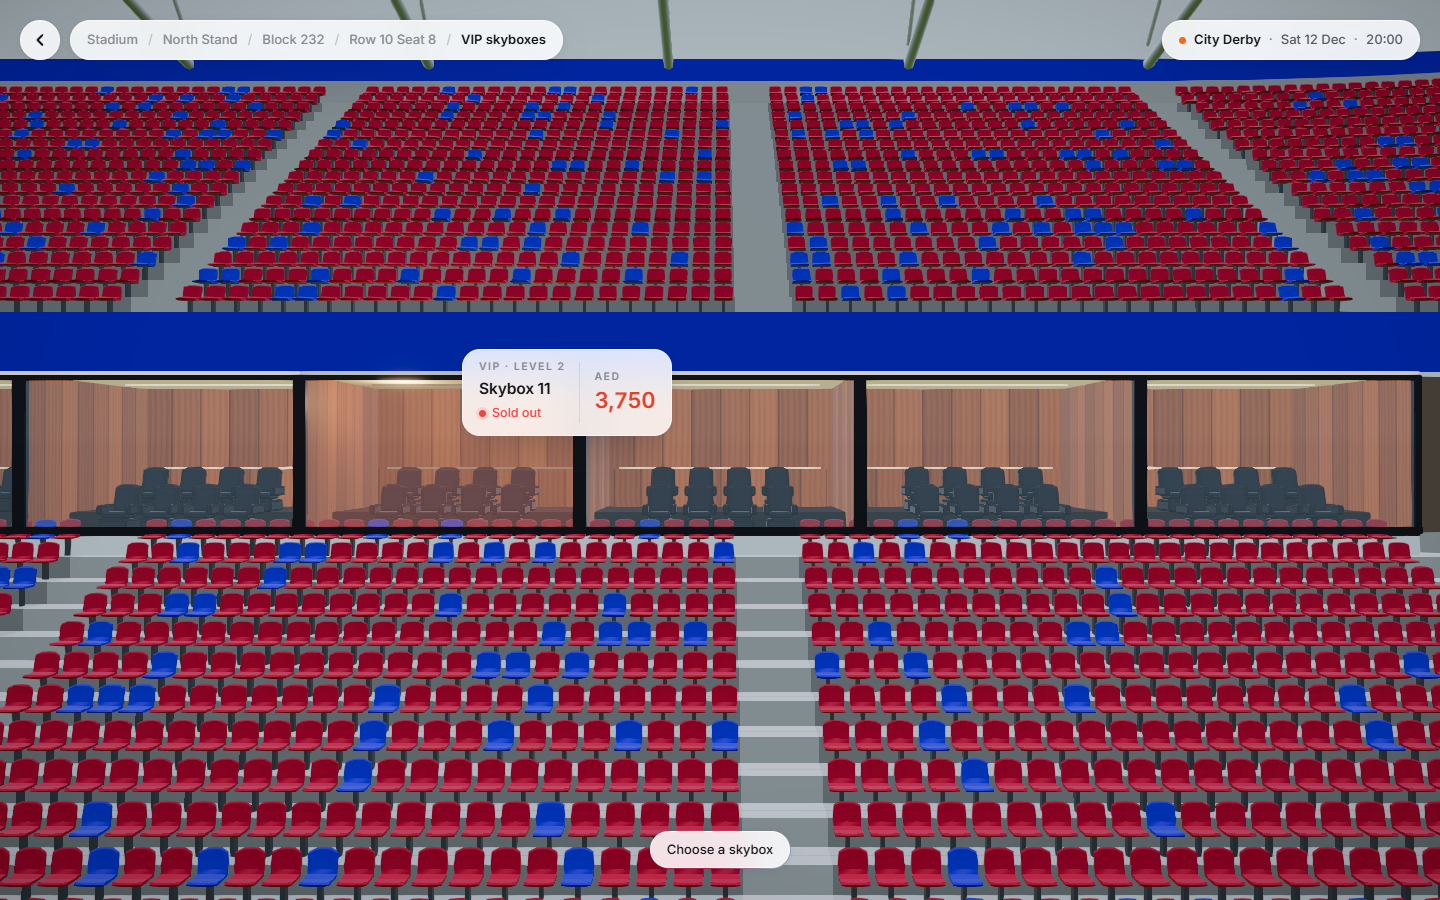 Stadium / North Stand / Block 232 / Row 10 Seat 8 / VIP skyboxes
City Derby · Sat 12 Dec · 20:00
VIP · LEVEL 2
Skybox 11
Sold out
AED
3,750
Choose a skybox